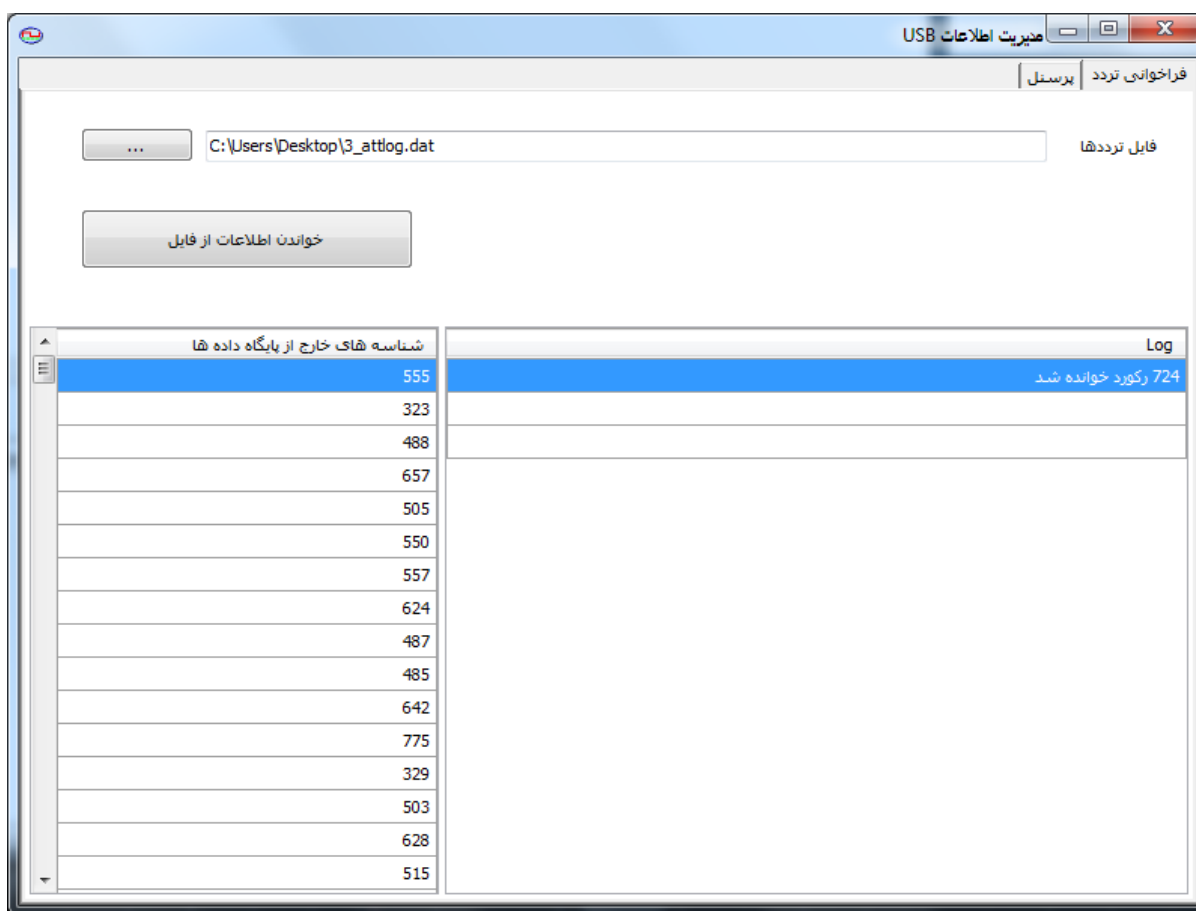 مدیریت اطلاعات USB
فراخوانی تردد
پرسنل
فایل ترددها
C:\Users\Desktop\3_attlog.dat
...
خواندن اطلاعات از فایل
Log
724 رکورد خوانده شد
شناسه های خارج از پایگاه داده ها
555
323
488
657
505
550
557
624
487
485
642
775
329
503
628
515